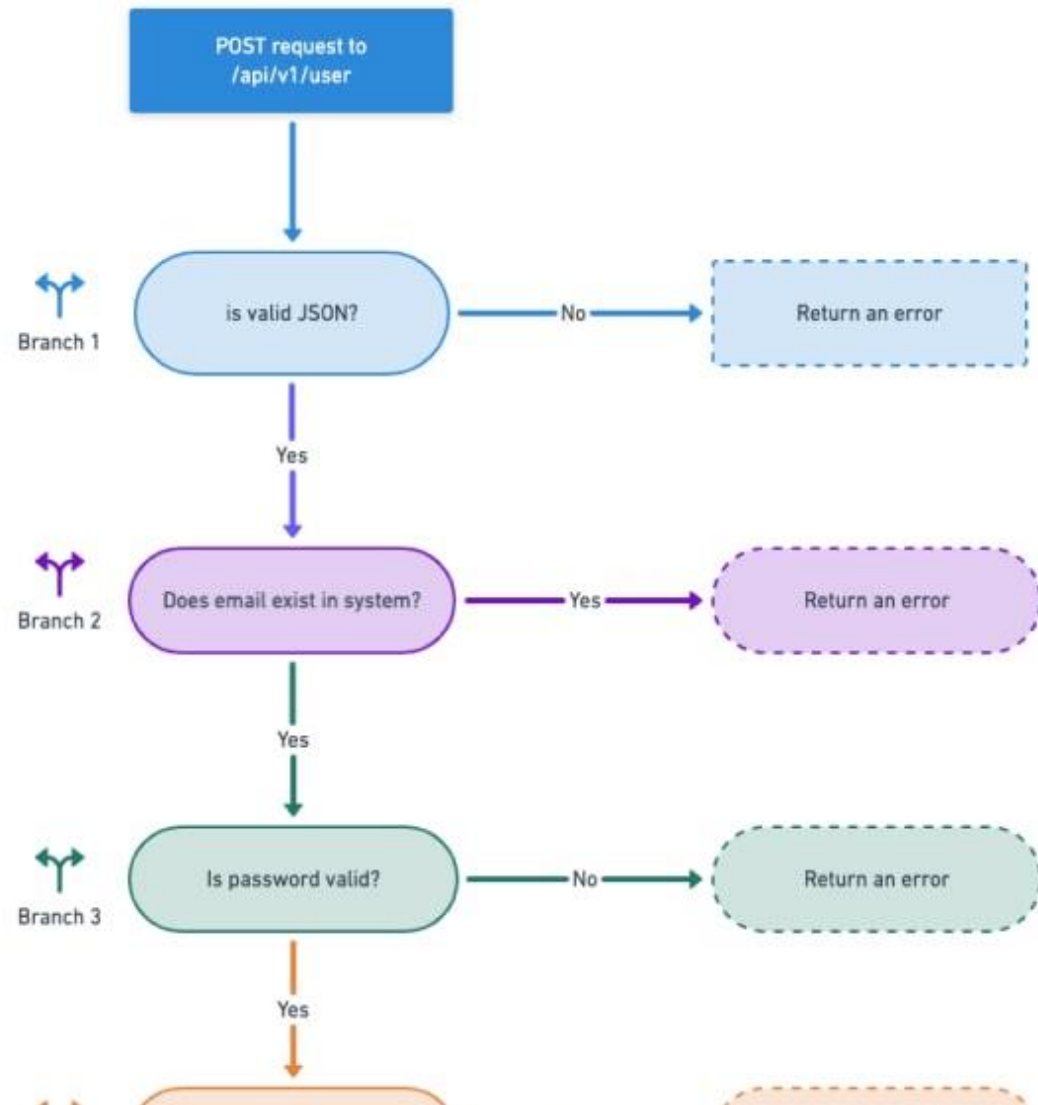 POST request to
/api/v1/user
is valid JSON?
No
Return an error
Branch 1
Yes
Does email exist in system?
Yes
Return an error
Branch 2
Yes
Is password valid?
No
Return an error
Branch 3
Yes